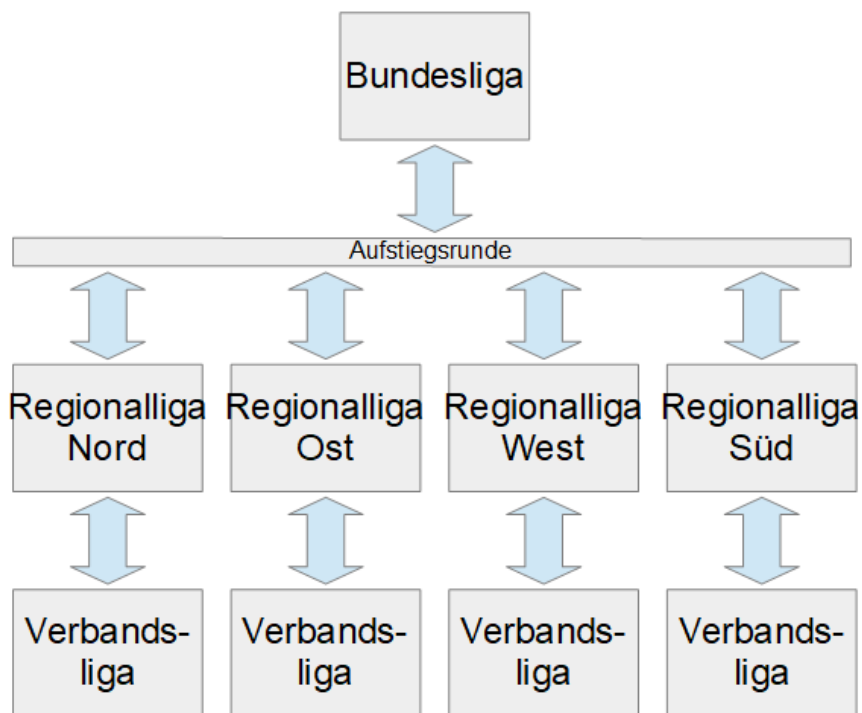 Bundesliga
Aufstiegsrunde
Regionalliga
Nord
Regionalliga
Ost
Regionalliga
West
Regionalliga
Süd
Verbands-
liga
Verbands-
liga
Verbands-
liga
Verbands-
liga